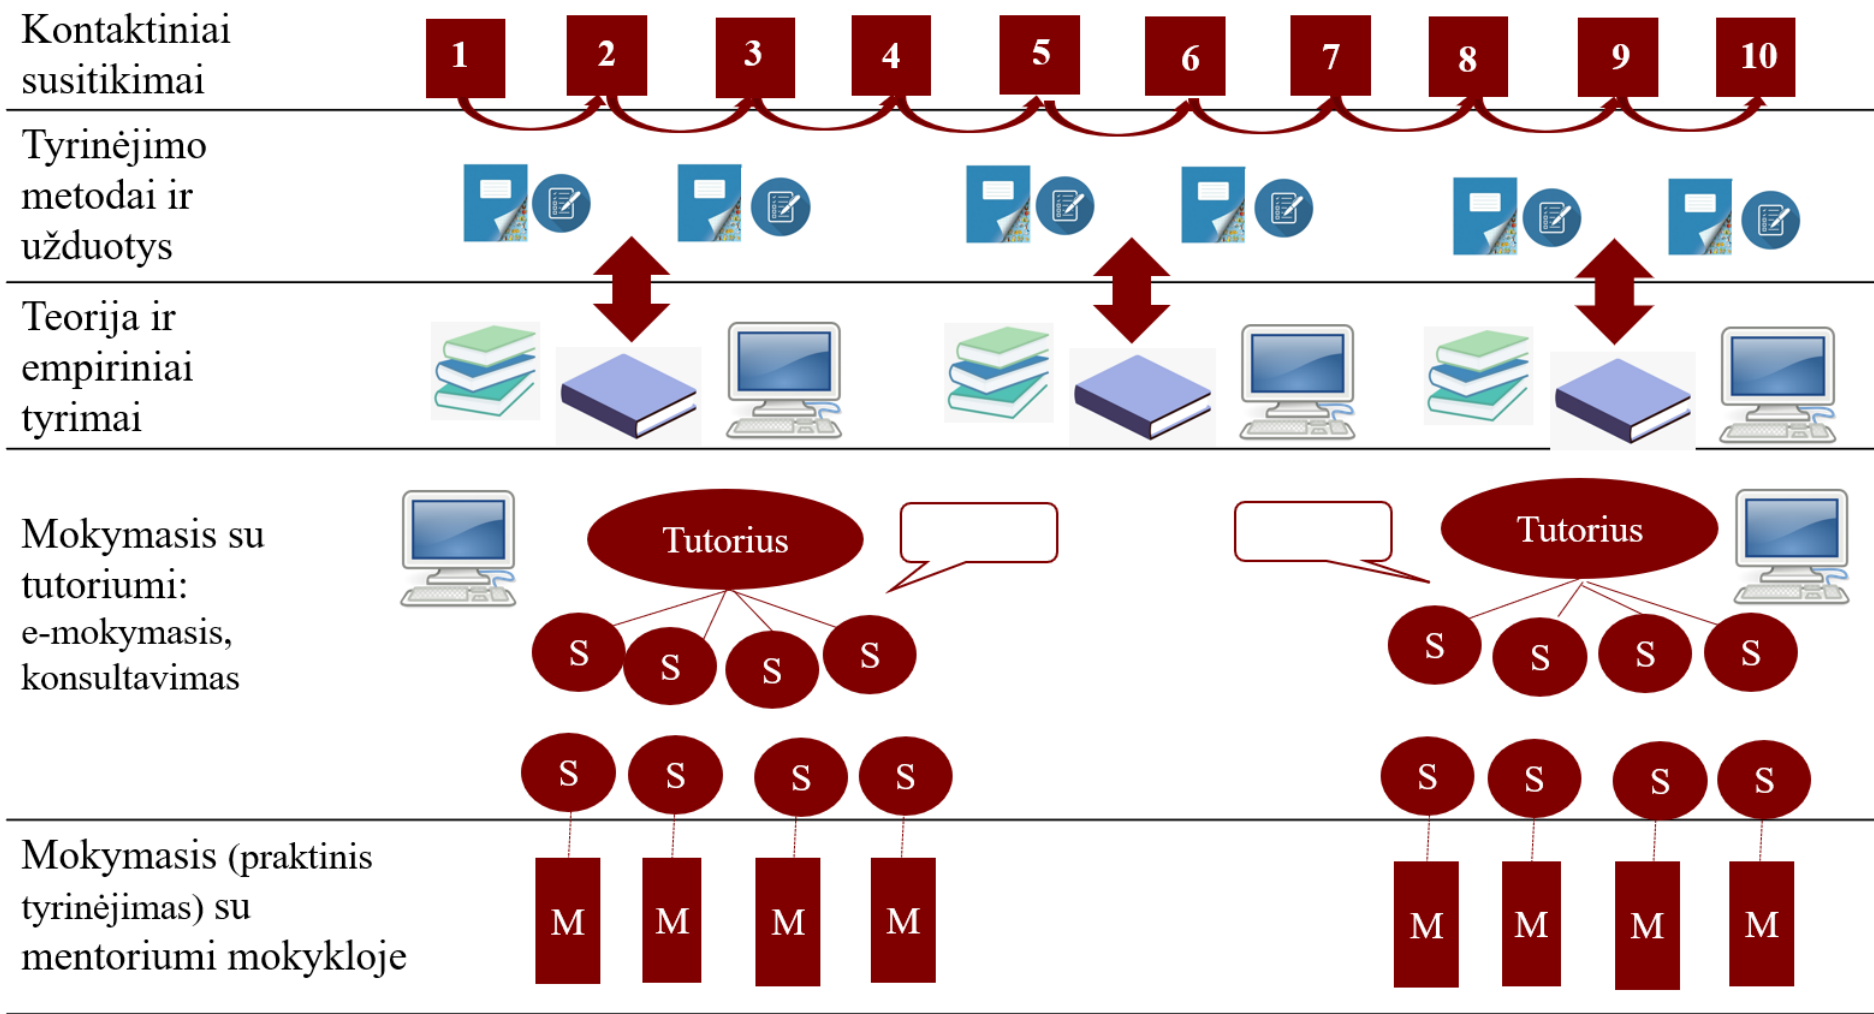 Kontaktiniai
susitikimai
1 2 3 4 5 6 7 8 9 10
Tyrinėjimo
metodai ir
užduotys
Teorija ir
empiriniai
tyrimai
Mokymasis su
tutoriumi:
e-mokymasis,
konsultavimas
Tutorius Tutorius
S S S S S S S S
S S S S S S S S
Mokymasis (praktinis
tyrinėjimas) su
mentoriumi mokykloje
M M M M M M M M